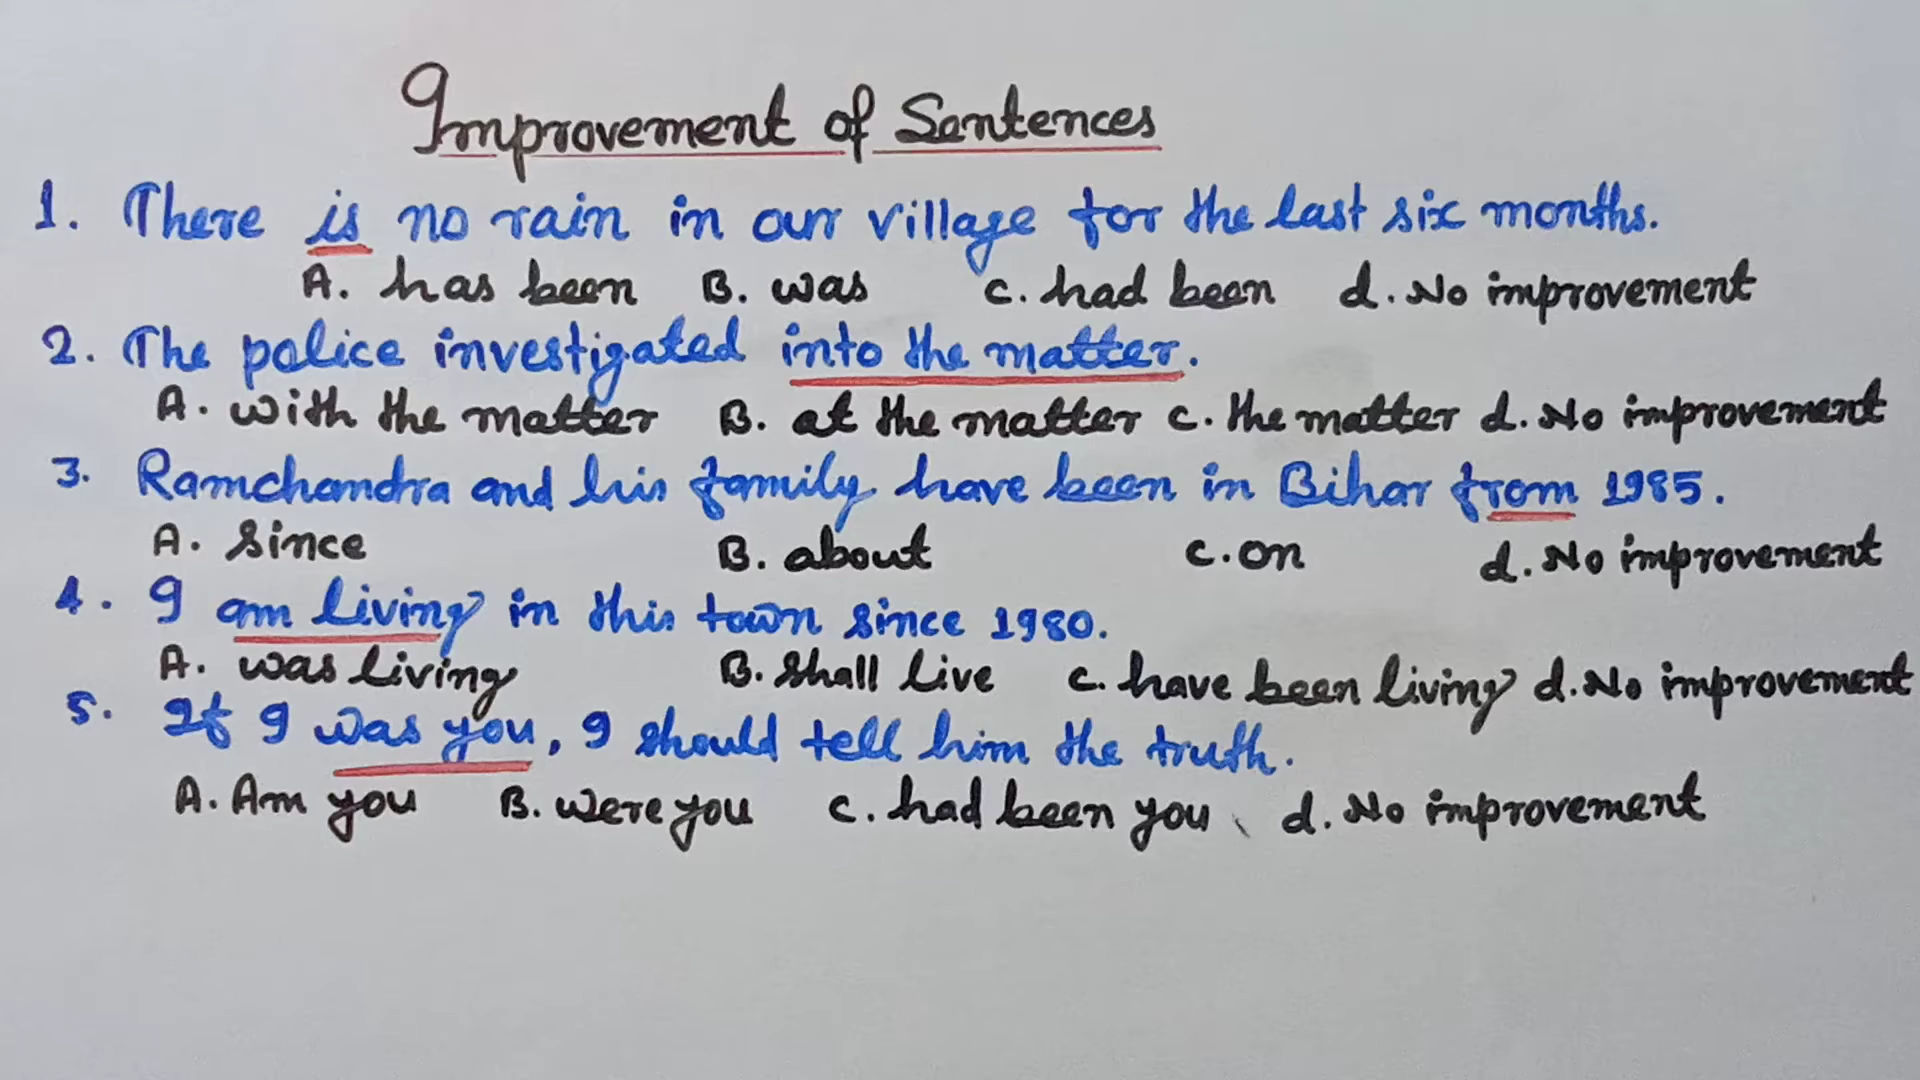 Improvement of Sentences
1. There is no rain in our village for the last six months.
A. has been B. was C. had been d. No improvement
2. The police investigated into the matter.
A. with the matter B. at the matter C. the matter d. No improvement
3. Ramchandra and his family have been in Bihar from 1985.
A. since B. about C. on d. No improvement
4. I am living in this town since 1980.
A. was living B. shall live C. have been living d. No improvement
5. If I was you, I should tell him the truth.
A. Am you B. were you C. had been you d. No improvement